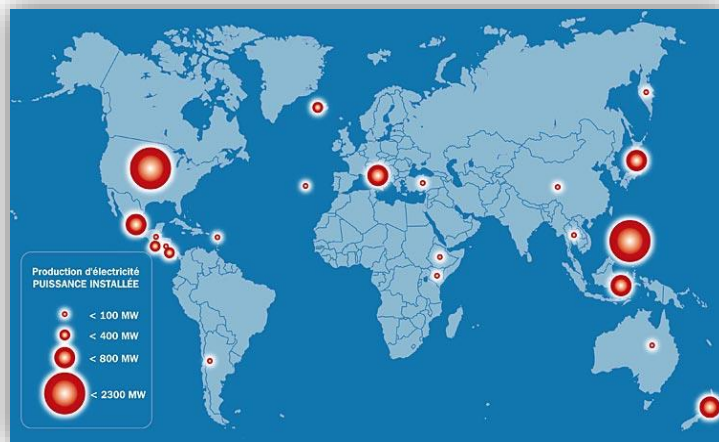 Production d'électricité
PUISSANCE INSTALLÉE
< 100 MW
< 400 MW
< 800 MW
< 2300 MW